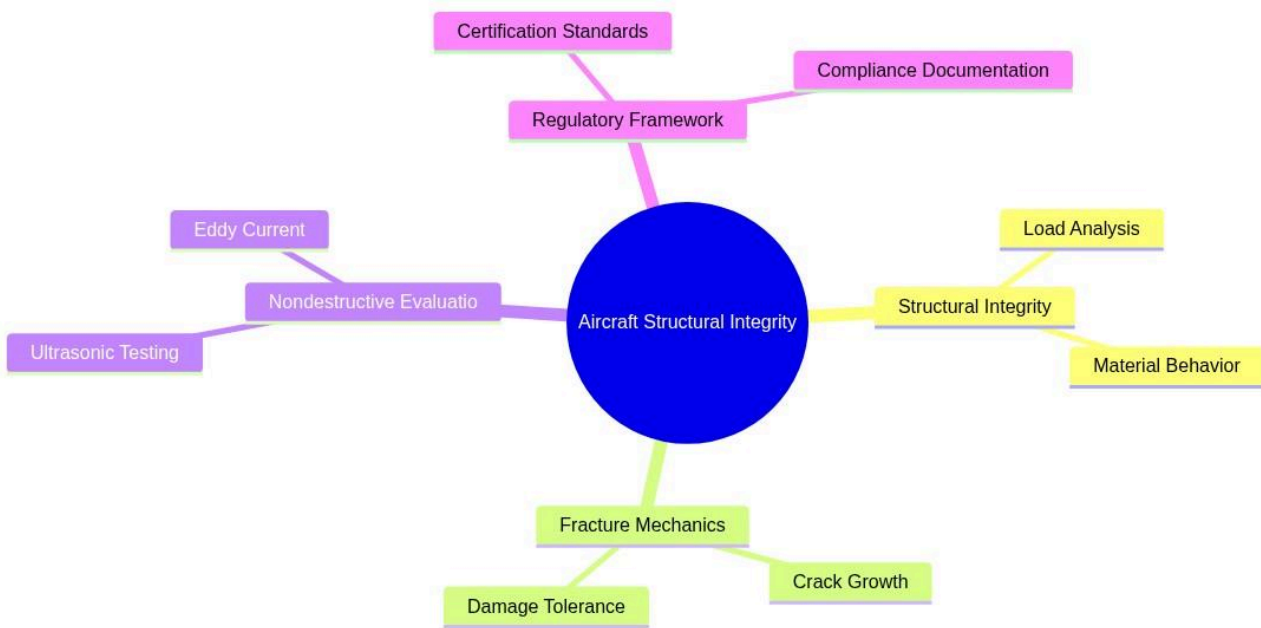 Certification Standards
Compliance Documentation
Regulatory Framework
Eddy Current
Load Analysis
Nondestructive Evaluatio
Structural Integrity
Aircraft Structural Integrity
Ultrasonic Testing
Material Behavior
Fracture Mechanics
Crack Growth
Damage Tolerance